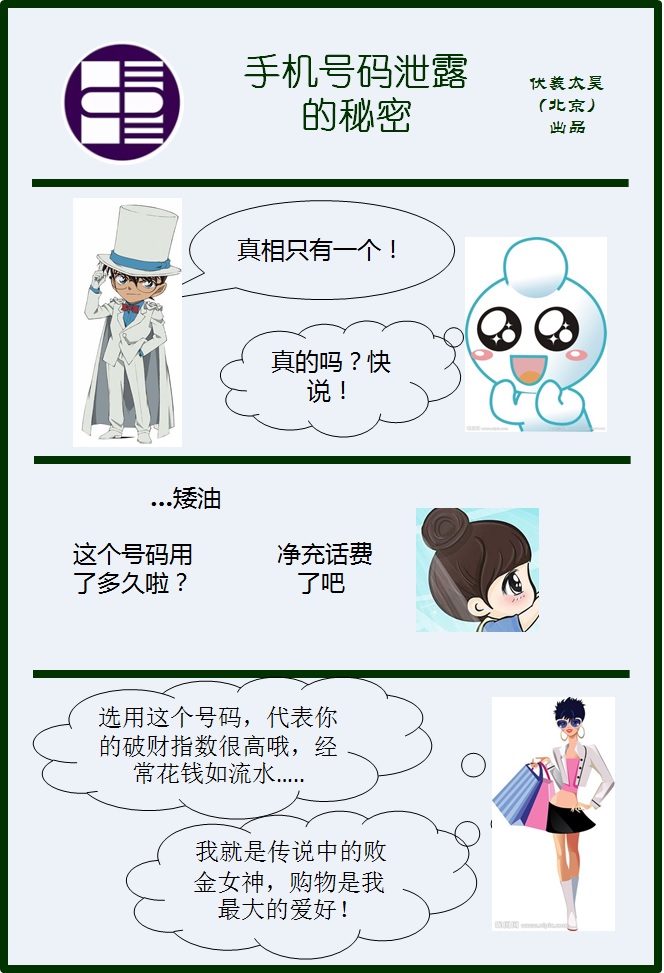 手机号码泄露
的秘密
伏羲太昊
（北京）
出品
真相只有一个！
真的吗？快
说！
...矮油
这个号码用
了多久啦？
净充话费
了吧
选用这个号码，代表你
的破财指数很高哦，经
常花钱如流水.....
我就是传说中的败
金女神，购物是我
最大的爱好！